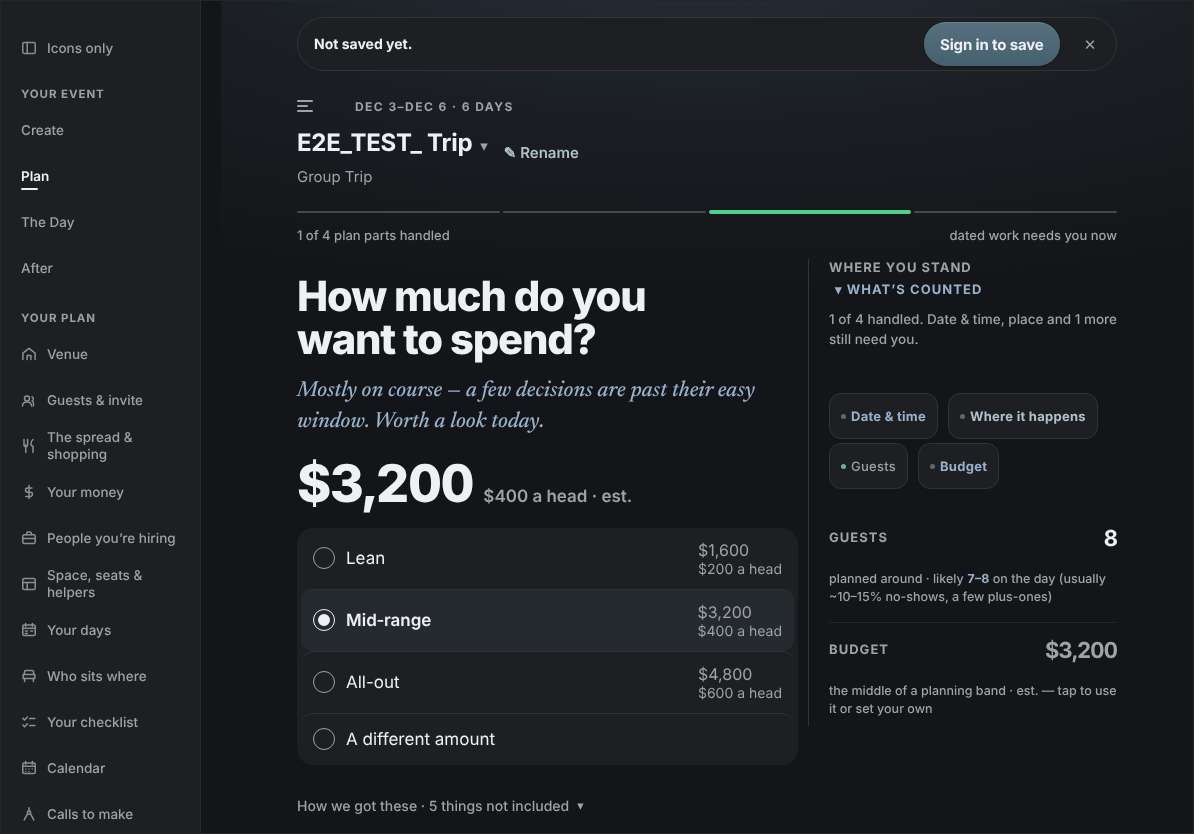 Icons only
YOUR EVENT
Create
Plan
The Day
After
YOUR PLAN
Venue
Guests & invite
The spread &
shopping
Your money
People you’re hiring
Space, seats &
helpers
Your days
Who sits where
Your checklist
Calendar
Calls to make
Not saved yet.
Sign in to save
×
DEC 3–DEC 6 · 6 DAYS
E2E_TEST_ Trip ▾
✎ Rename
Group Trip
1 of 4 plan parts handled
dated work needs you now
How much do you
want to spend?
Mostly on course – a few decisions are past their easy
window. Worth a look today.
$3,200 $400 a head · est.
Lean
$1,600
$200 a head
Mid-range
$3,200
$400 a head
All-out
$4,800
$600 a head
A different amount
How we got these · 5 things not included ▾
WHERE YOU STAND
▾ WHAT’S COUNTED
1 of 4 handled. Date & time, place and 1 more
still need you.
Date & time
Where it happens
Guests
Budget
GUESTS 8
planned around · likely 7–8 on the day (usually
~10–15% no-shows, a few plus-ones)
BUDGET $3,200
the middle of a planning band · est. — tap to use
it or set your own